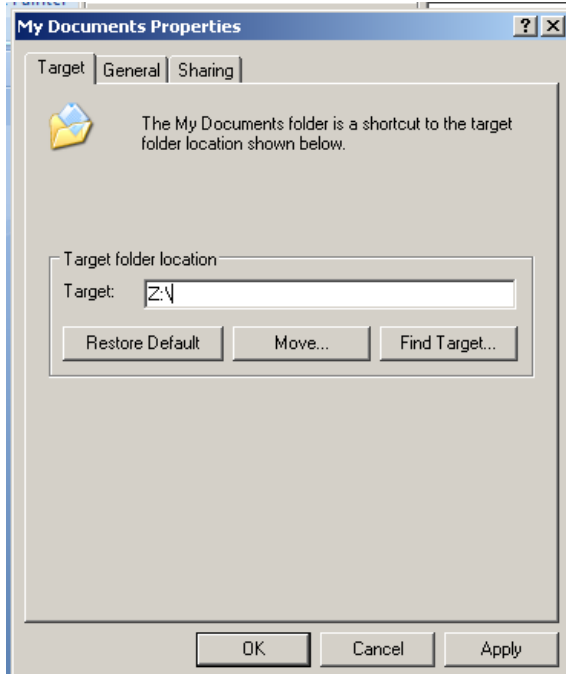 Painter
My Documents Properties
? X
Target General Sharing
The My Documents folder is a shortcut to the target
folder location shown below.
Target folder location
Target: Z:\
Restore Default Move... Find Target...
OK Cancel Apply